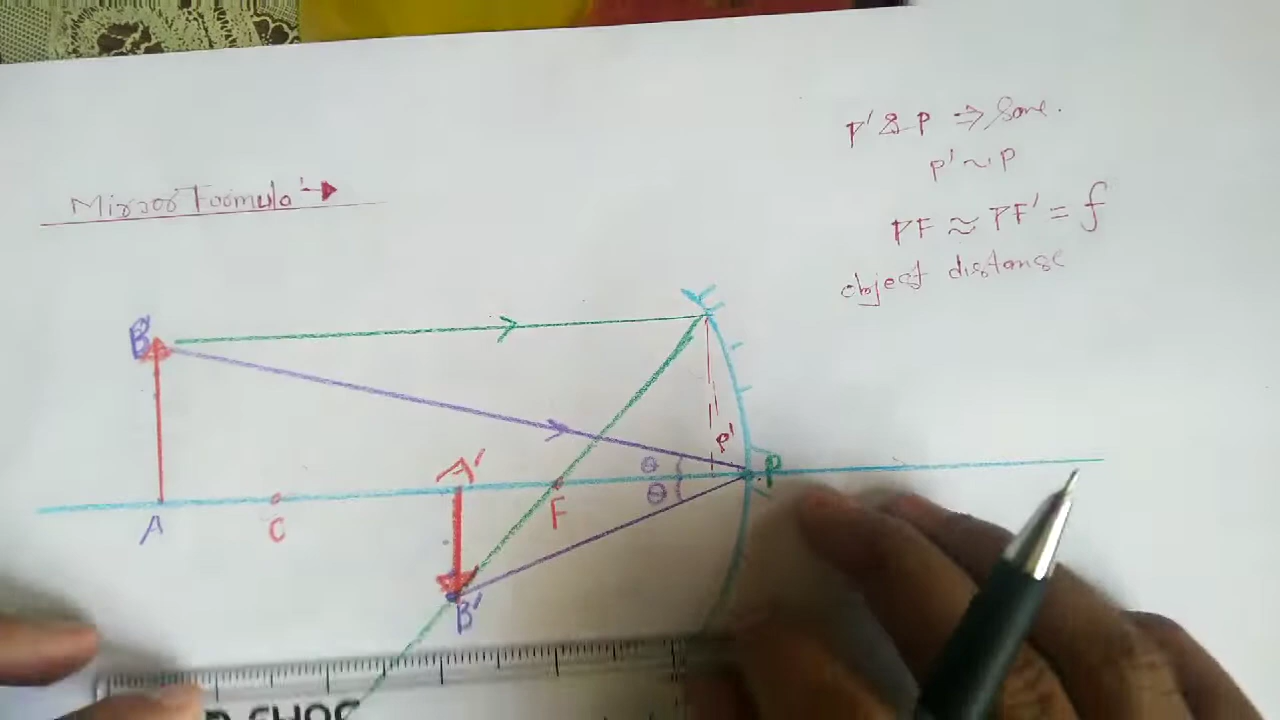 P' & P ⇒ Same.
P' ~ P
Mirror Formula →
PF ≈ PF' = f
object distanse
B
P'
A'
θ
P
θ
F
A
C
B'